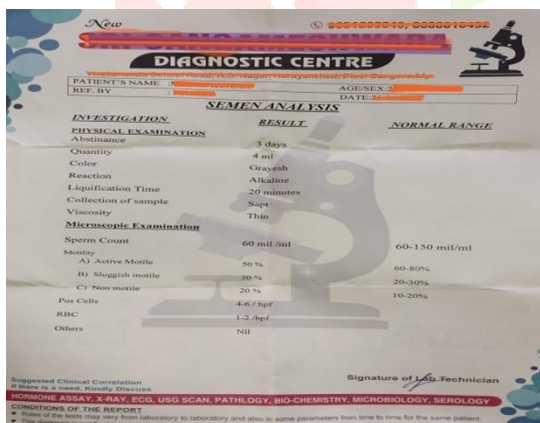 New
DIAGNOSTIC CENTRE
PATIENT'S NAME :
AGE/SEX:2
REF. BY :
DATE:
SEMEN ANALYSIS
INVESTIGATION RESULT NORMAL RANGE
PHYSICAL EXAMINATION
Abstinance 3 days
Quantity 4 ml
Color Grayesh
Reaction Alkaline
Liquification Time 20 minutes
Collection of sample Sapt
Viscosity Thin
Microscopic Examination
Sperm Count 60 mil /ml 60-150 mil/ml
Motility
A) Active Motile 50 % 60-80%
B) Sluggish motile 30 % 20-30%
C) Non motile 20 % 10-20%
Pus Cells 4-6 / hpf
RBC 1-2 /hpf
Others Nil
Suggested Clinical Correlation
If there is a need, Kindly Discuss
Signature of Lab Technician
HORMONE ASSAY, X-RAY, ECG, USG SCAN, PATHLOGY, BIO-CHEMISTRY, MICROBIOLOGY, SEROLOGY
CONDITIONS OF THE REPORT
of the tests may very from laboratory to laboratory and also in some parameters from time to time for the same patient.